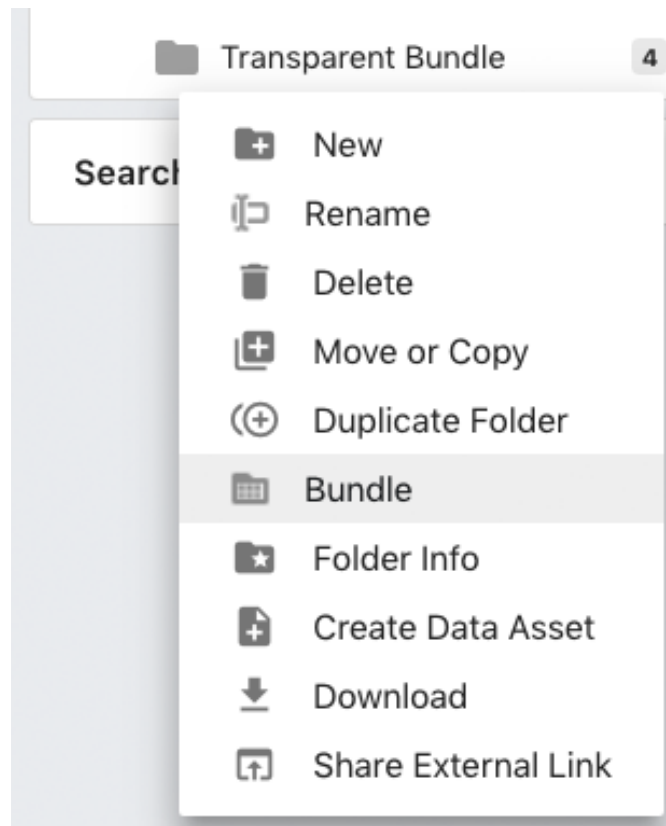 Transparent Bundle 4
New
Search
Rename
Delete
Move or Copy
Duplicate Folder
Bundle
Folder Info
Create Data Asset
Download
Share External Link